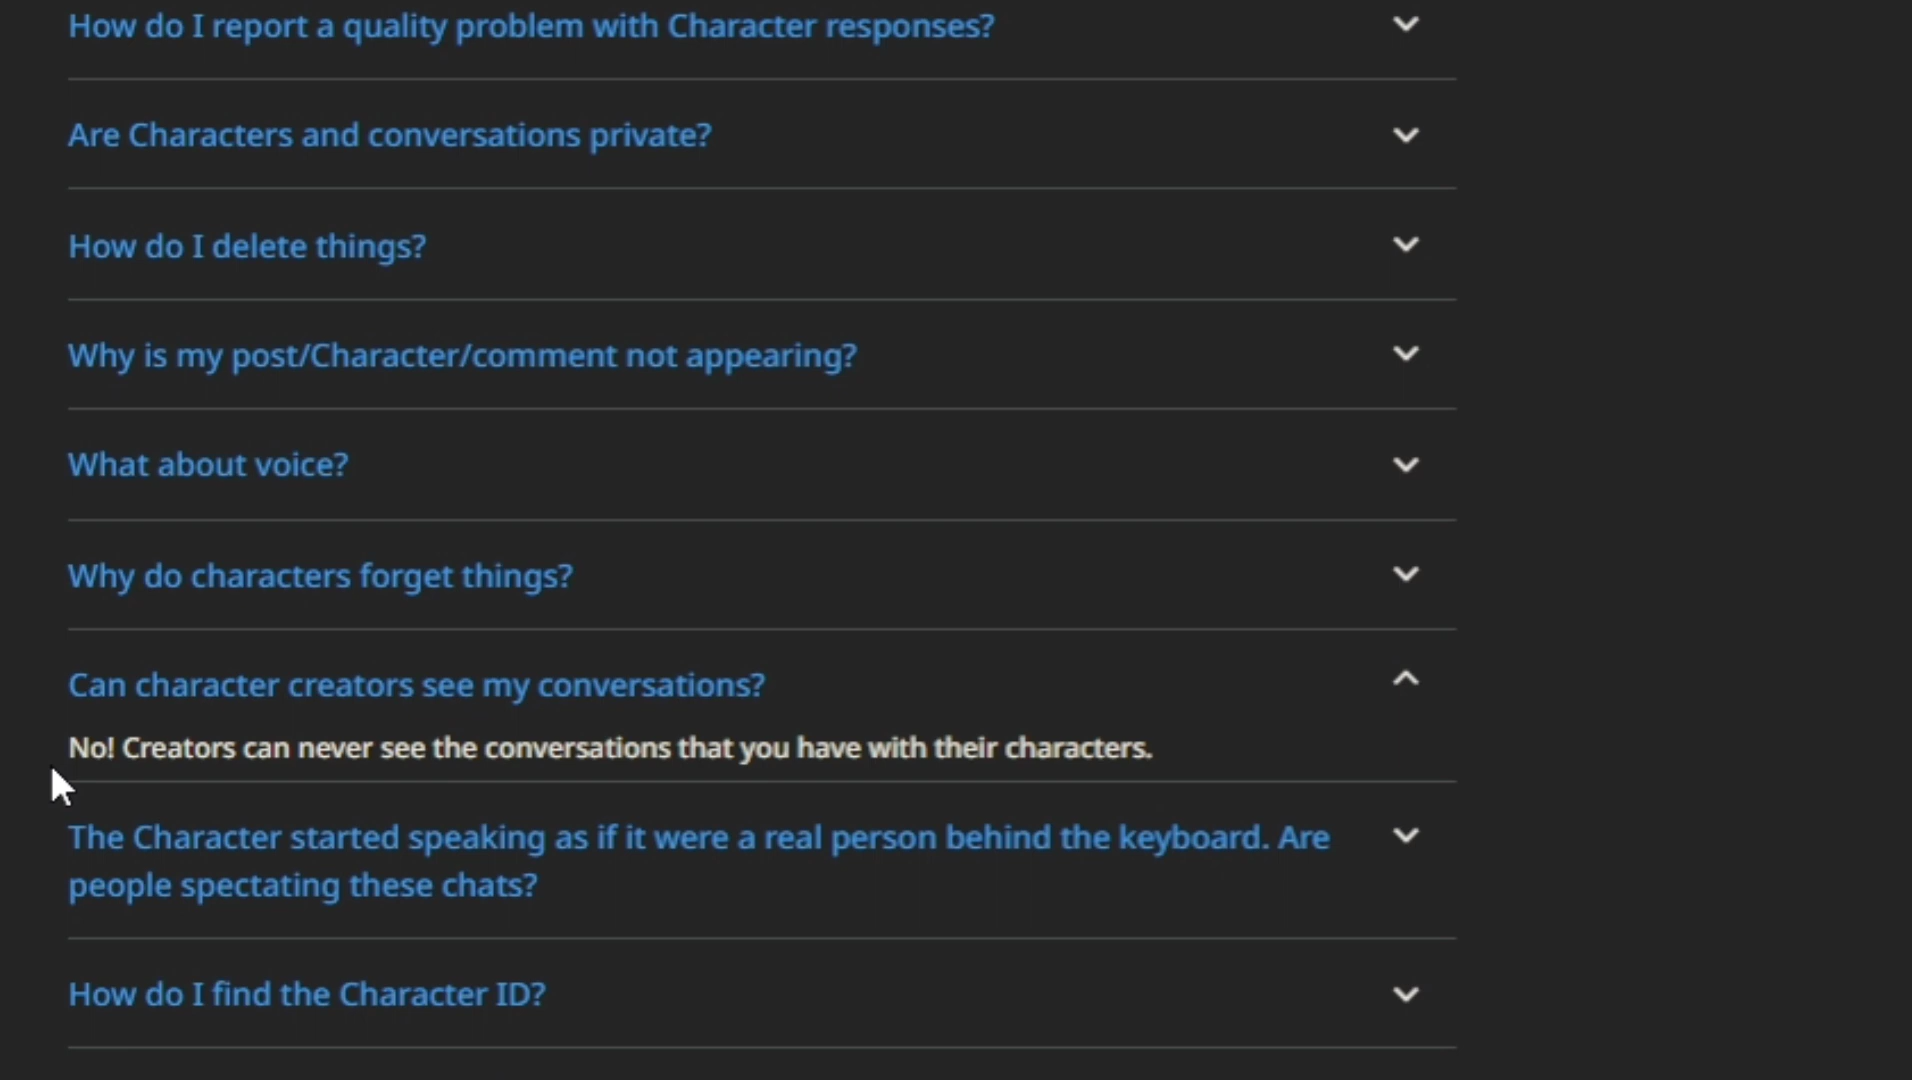 How do I report a quality problem with Character responses?
Are Characters and conversations private?
How do I delete things?
Why is my post/Character/comment not appearing?
What about voice?
Why do characters forget things?
Can character creators see my conversations?
No! Creators can never see the conversations that you have with their characters.
The Character started speaking as if it were a real person behind the keyboard. Are
people spectating these chats?
How do I find the Character ID?